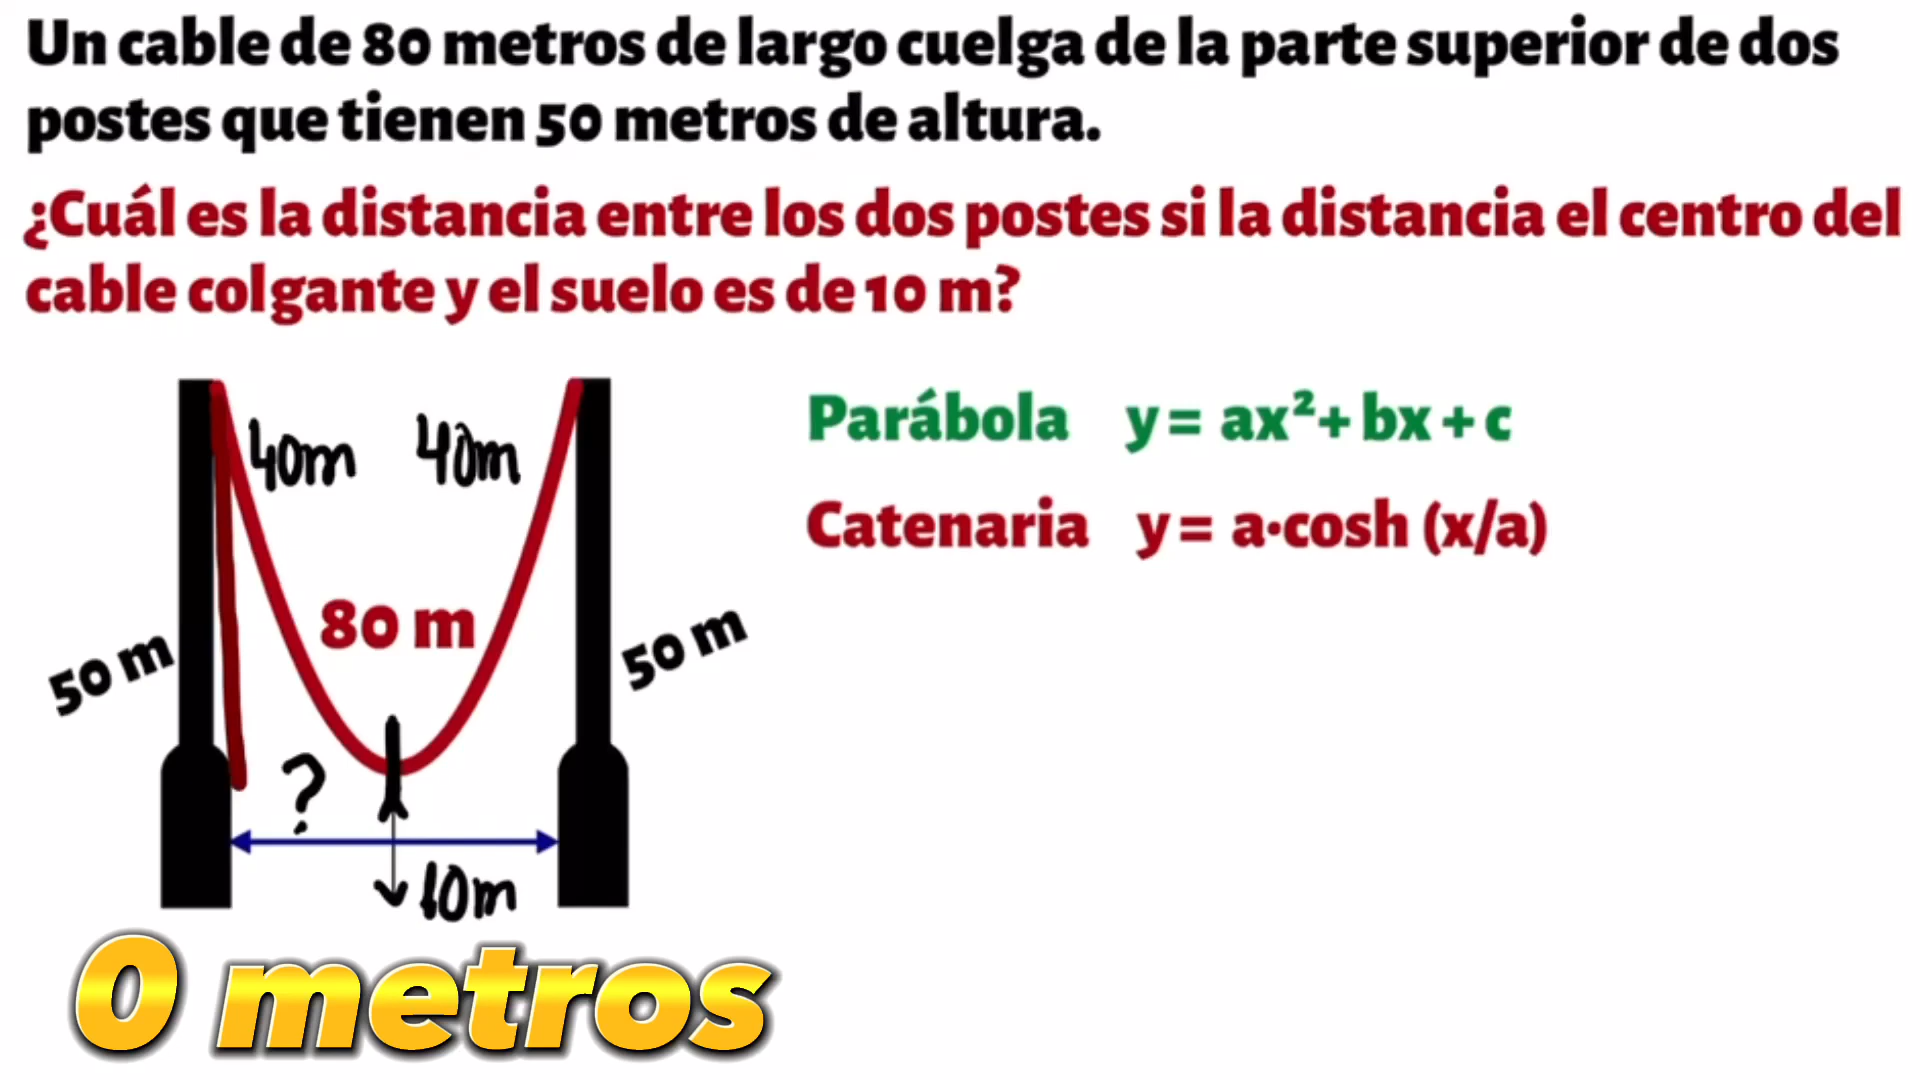 Un cable de 80 metros de largo cuelga de la parte superior de dos
postes que tienen 50 metros de altura.
¿Cuál es la distancia entre los dos postes si la distancia el centro del
cable colgante y el suelo es de 10 m?
40m 40m
Parábola y = ax²+ bx + c
Catenaria y = a·cosh (x/a)
80 m
50 m
50 m
?
10m
0 metros